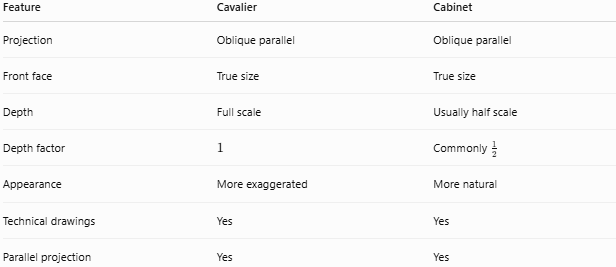 Feature Cavalier Cabinet
Projection Oblique parallel Oblique parallel
Front face True size True size
Depth Full scale Usually half scale
Depth factor 1 Commonly 1/2
Appearance More exaggerated More natural
Technical drawings Yes Yes
Parallel projection Yes Yes